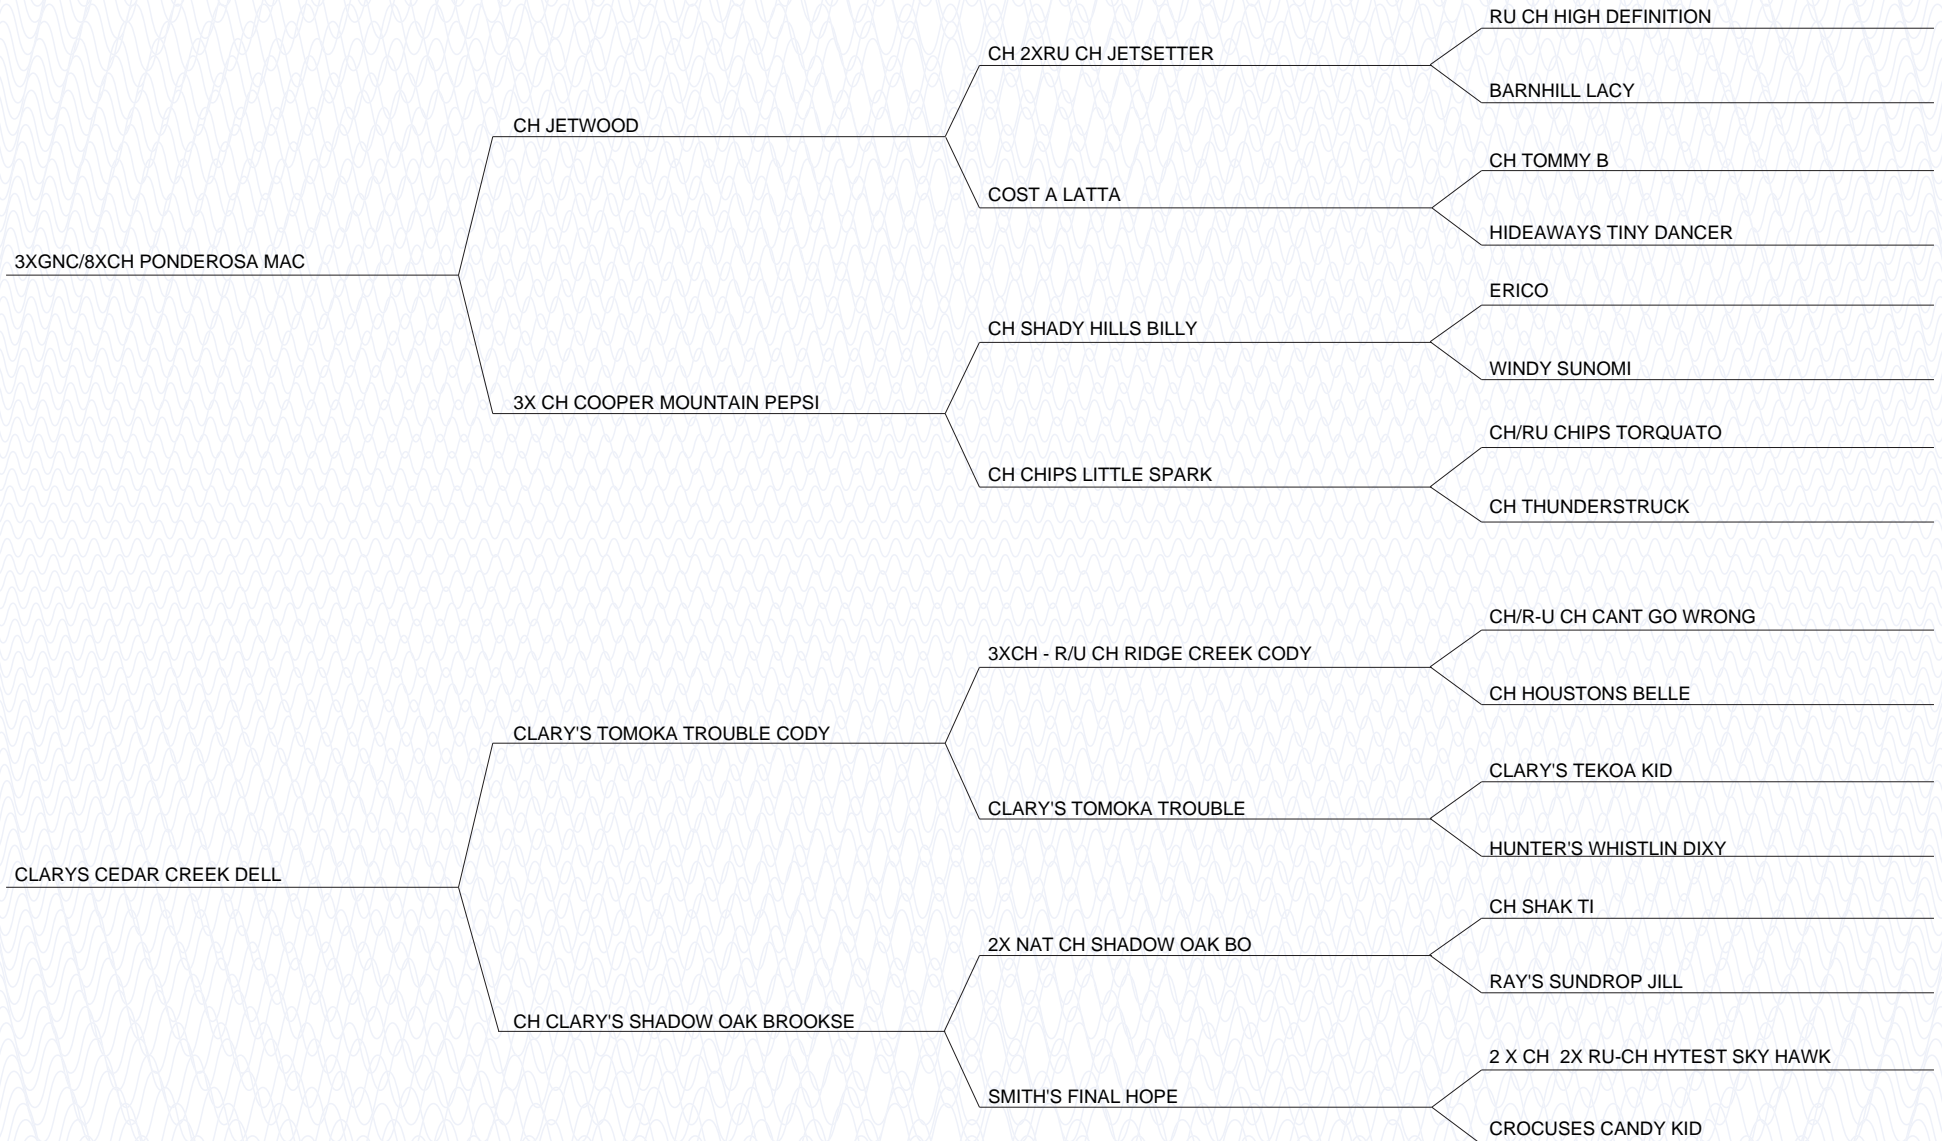 RU CH HIGH DEFINITION
CH 2XRU CH JETSETTER
BARNHILL LACY
CH JETWOOD
CH TOMMY B
COST A LATTA
HIDEAWAYS TINY DANCER
3XGNC/8XCH PONDEROSA MAC
ERICO
CH SHADY HILLS BILLY
WINDY SUNOMI
3X CH COOPER MOUNTAIN PEPSI
CH/RU CHIPS TORQUATO
CH CHIPS LITTLE SPARK
CH THUNDERSTRUCK
CH/R-U CH CANT GO WRONG
3XCH - R/U CH RIDGE CREEK CODY
CH HOUSTONS BELLE
CLARY'S TOMOKA TROUBLE CODY
CLARY'S TEKOA KID
CLARY'S TOMOKA TROUBLE
HUNTER'S WHISTLIN DIXY
CLARYS CEDAR CREEK DELL
CH SHAK TI
2X NAT CH SHADOW OAK BO
RAY'S SUNDROP JILL
CH CLARY'S SHADOW OAK BROOKSE
2 X CH  2X RU-CH HYTEST SKY HAWK
SMITH'S FINAL HOPE
CROCUSES CANDY KID